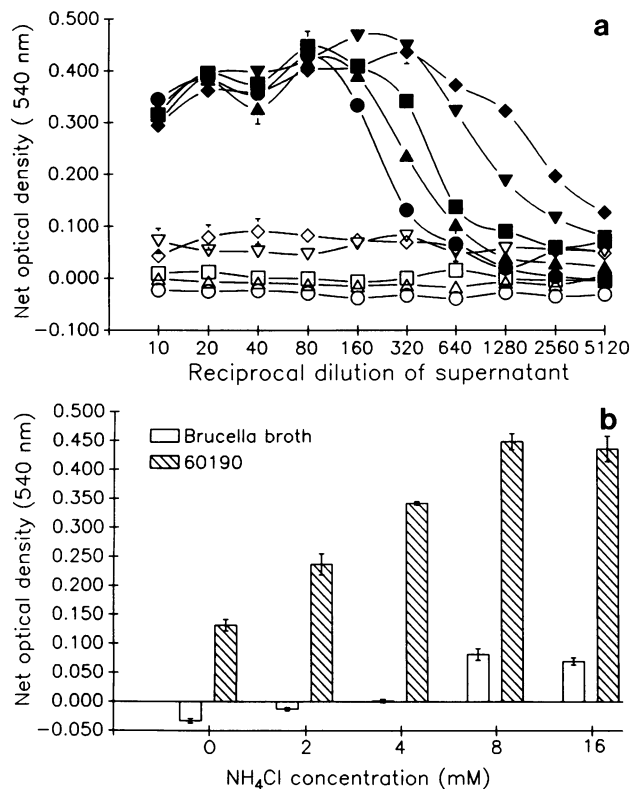 a
Net optical density ( 540 nm)
0.500
0.400
0.300
0.200
0.100
0.000
−0.100
10 20 40 80 160 320 640 1280 2560 5120
Reciprocal dilution of supernatant
b
Net optical density (540 nm)
0.500
0.450
0.400
0.350
0.300
0.250
0.200
0.150
0.100
0.050
0.000
−0.050
Brucella broth
60190
0 2 4 8 16
NH₄Cl concentration (mM)